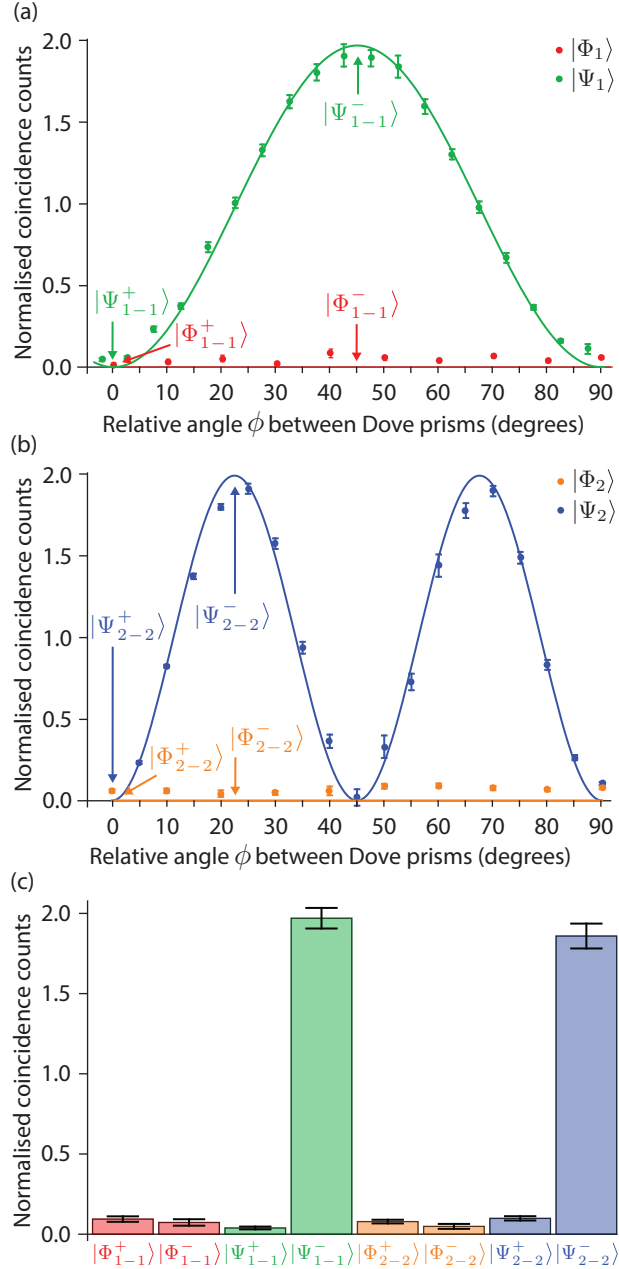 (a)
Normalised coincidence counts
2.0
1.5
1.0
0.5
0.0
|Φ₁⟩
|Ψ₁⟩
|Ψ⁻₁₋₁⟩
|Ψ⁺₁₋₁⟩
|Φ⁺₁₋₁⟩
|Φ⁻₁₋₁⟩
0 10 20 30 40 50 60 70 80 90
Relative angle ϕ between Dove prisms (degrees)
(b)
Normalised coincidence counts
2.0
1.5
1.0
0.5
0.0
|Φ₂⟩
|Ψ₂⟩
|Ψ⁺₂₋₂⟩
|Ψ⁻₂₋₂⟩
|Φ⁺₂₋₂⟩
|Φ⁻₂₋₂⟩
0 10 20 30 40 50 60 70 80 90
Relative angle ϕ between Dove prisms (degrees)
(c)
Normalised coincidence counts
2.0
1.5
1.0
0.5
0.0
|Φ⁺₁₋₁⟩ |Φ⁻₁₋₁⟩ |Ψ⁺₁₋₁⟩ |Ψ⁻₁₋₁⟩ |Φ⁺₂₋₂⟩ |Φ⁻₂₋₂⟩ |Ψ⁺₂₋₂⟩ |Ψ⁻₂₋₂⟩